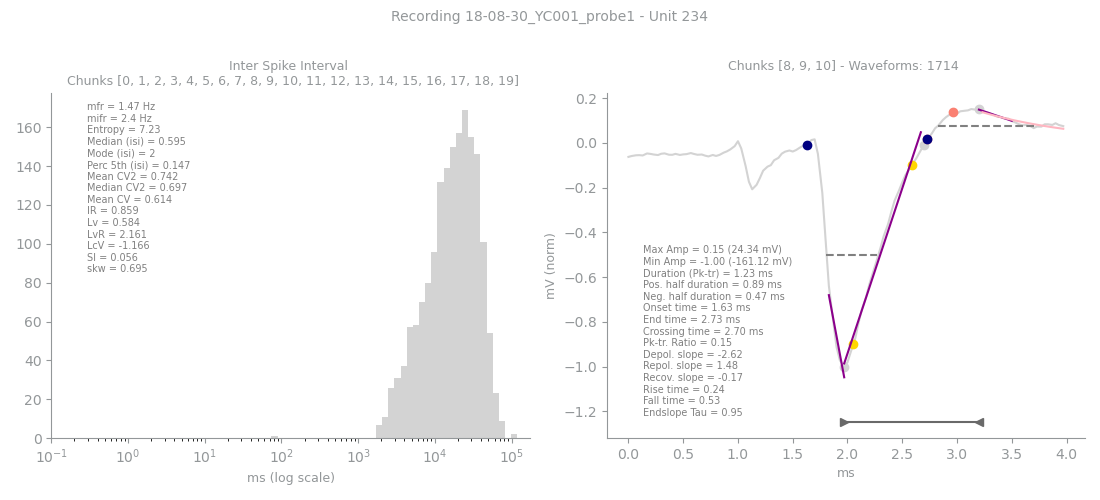 Recording 18-08-30_YC001_probe1 - Unit 234
Inter Spike Interval
Chunks [0, 1, 2, 3, 4, 5, 6, 7, 8, 9, 10, 11, 12, 13, 14, 15, 16, 17, 18, 19]
mfr = 1.47 Hz
mifr = 2.4 Hz
Entropy = 7.23
Median (isi) = 0.595
Mode (isi) = 2
Perc 5th (isi) = 0.147
Mean CV2 = 0.742
Median CV2 = 0.697
Mean CV = 0.614
IR = 0.859
Lv = 0.584
LvR = 2.161
LcV = -1.166
SI = 0.056
skw = 0.695
160
140
120
100
80
60
40
20
0
10⁻¹ 10⁰ 10¹ 10² 10³ 10⁴ 10⁵
ms (log scale)
Chunks [8, 9, 10] - Waveforms: 1714
0.2
0.0
−0.2
−0.4
−0.6
−0.8
−1.0
−1.2
mV (norm)
Max Amp = 0.15 (24.34 mV)
Min Amp = -1.00 (-161.12 mV)
Duration (Pk-tr) = 1.23 ms
Pos. half duration = 0.89 ms
Neg. half duration = 0.47 ms
Onset time = 1.63 ms
End time = 2.73 ms
Crossing time = 2.70 ms
Pk-tr. Ratio = 0.15
Depol. slope = -2.62
Repol. slope = 1.48
Recov. slope = -0.17
Rise time = 0.24
Fall time = 0.53
Endslope Tau = 0.95
0.0 0.5 1.0 1.5 2.0 2.5 3.0 3.5 4.0
ms